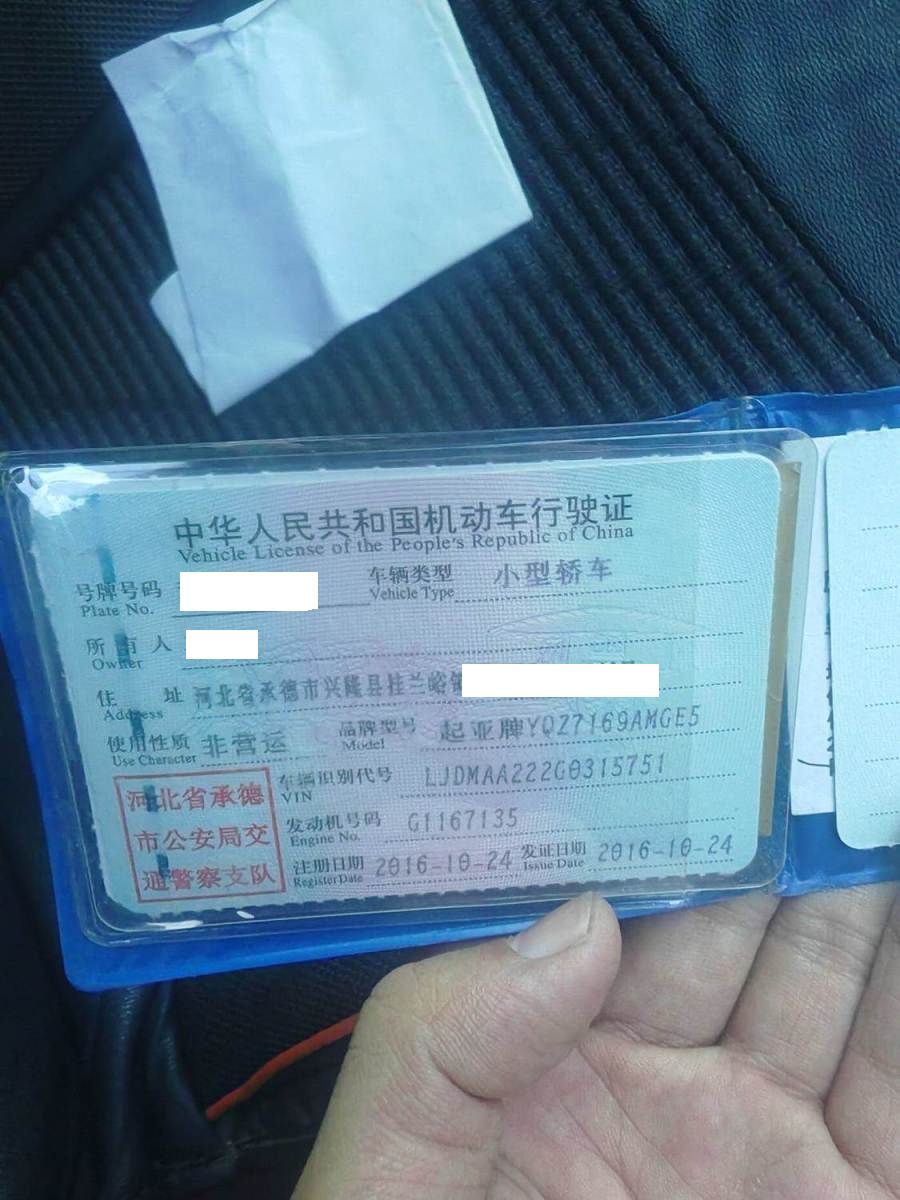 中华人民共和国机动车行驶证
Vehicle License of the People's Republic of China
号牌号码 车辆类型 小型轿车
Plate No. Vehicle Type
所有人
Owner
住址 河北省承德市兴隆县挂兰峪镇
Address
使用性质 非营运 品牌型号 起亚牌YQZ7169AMGE5
Use Character Model
车辆识别代号 LJDMAA222G0315751
VIN
发动机号码 G1167135
Engine No.
注册日期 2016-10-24 发证日期 2016-10-24
Register Date Issue Date
河北省承德
市公安局交
通警察支队